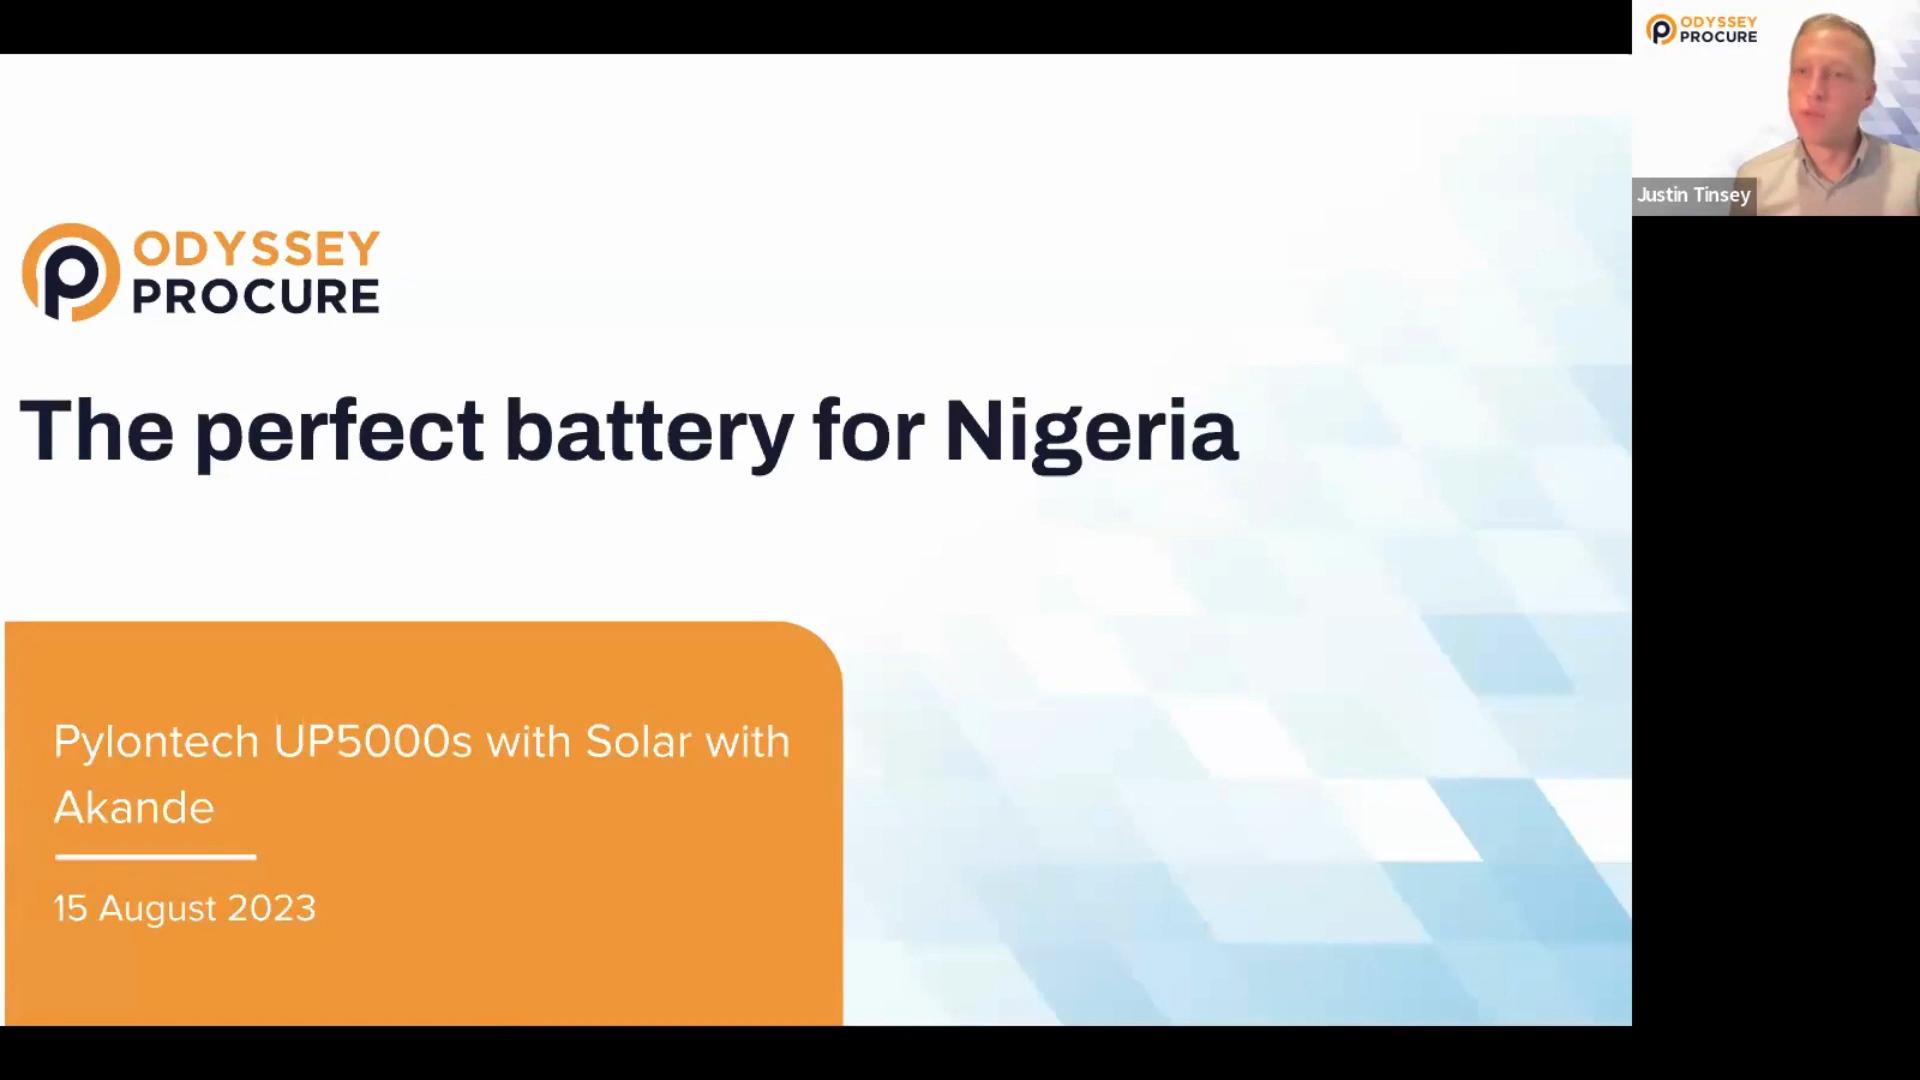 ODYSSEY
PROCURE
The perfect battery for Nigeria
Pylontech UP5000s with Solar with
Akande
15 August 2023
ODYSSEY
PROCURE
Justin Tinsey